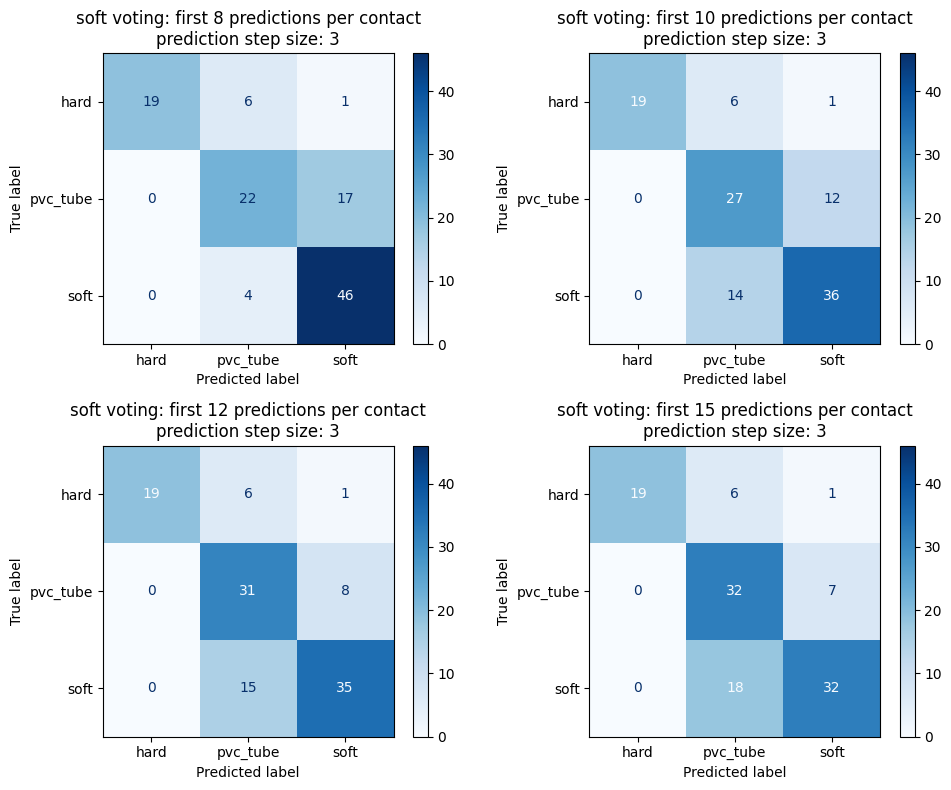 soft voting: first 8 predictions per contact
prediction step size: 3
hard
pvc_tube
soft
True label
19 6 1
0 22 17
0 4 46
hard pvc_tube soft
Predicted label
40
30
20
10
0
soft voting: first 10 predictions per contact
prediction step size: 3
hard
pvc_tube
soft
True label
19 6 1
0 27 12
0 14 36
hard pvc_tube soft
Predicted label
40
30
20
10
0
soft voting: first 12 predictions per contact
prediction step size: 3
hard
pvc_tube
soft
True label
19 6 1
0 31 8
0 15 35
hard pvc_tube soft
Predicted label
40
30
20
10
0
soft voting: first 15 predictions per contact
prediction step size: 3
hard
pvc_tube
soft
True label
19 6 1
0 32 7
0 18 32
hard pvc_tube soft
Predicted label
40
30
20
10
0